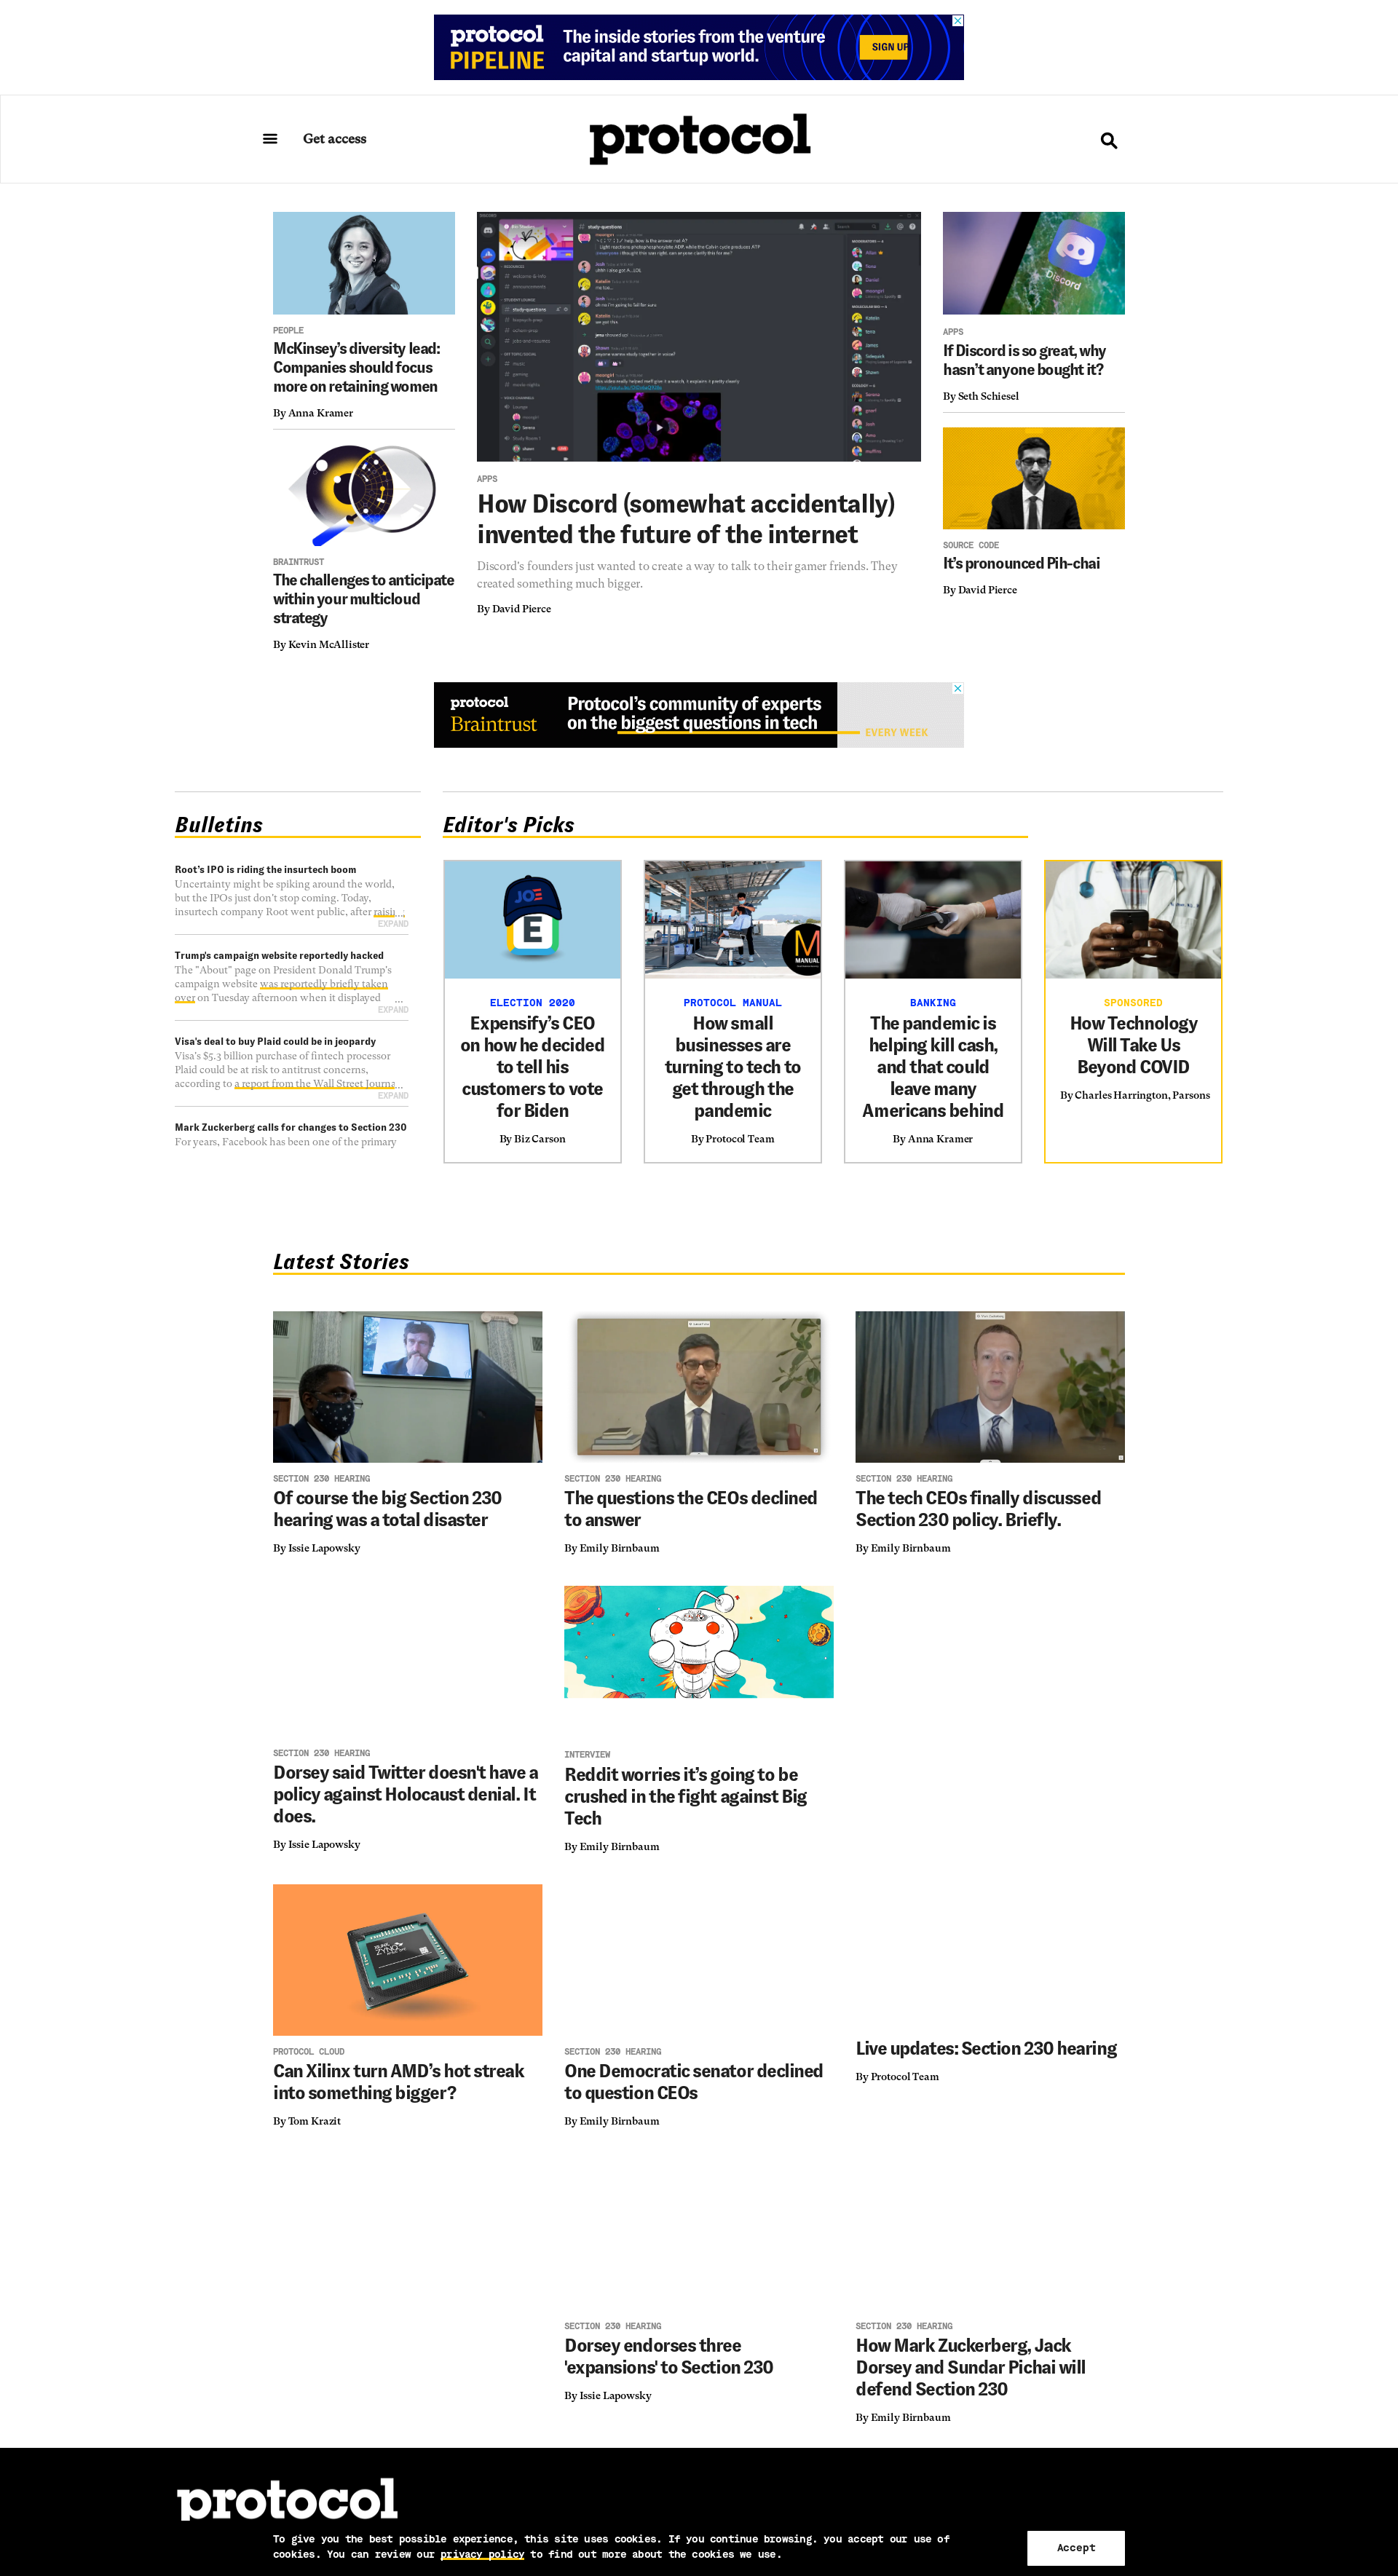 protocol
PIPELINE
The inside stories from the venture
capital and startup world.
SIGN UP
Get access
protocol
PEOPLE
McKinsey’s diversity lead:
Companies should focus
more on retaining women
By Anna Kramer
BRAINTRUST
The challenges to anticipate
within your multicloud
strategy
By Kevin McAllister
study-questions
APPS
How Discord (somewhat accidentally)
invented the future of the internet
Discord’s founders just wanted to create a way to talk to their gamer friends. They
created something much bigger.
By David Pierce
Discord
APPS
If Discord is so great, why
hasn’t anyone bought it?
By Seth Schiesel
SOURCE CODE
It’s pronounced Pih-chai
By David Pierce
protocol
Braintrust
Protocol’s community of experts
on the biggest questions in tech
EVERY WEEK
Bulletins
Root’s IPO is riding the insurtech boom
Uncertainty might be spiking around the world,
but the IPOs just don’t stop coming. Today,
insurtech company Root went public, after
EXPAND
Trump's campaign website reportedly hacked
The "About" page on President Donald Trump's
campaign website was reportedly briefly taken
over on Tuesday afternoon when it displayed ...
EXPAND
Visa's deal to buy Plaid could be in jeopardy
Visa's $5.3 billion purchase of fintech processor
Plaid could be at risk to antitrust concerns,
according to a report from the Wall Street Journa...
EXPAND
Mark Zuckerberg calls for changes to Section 230
For years, Facebook has been one of the primary
Editor's Picks
JOE
E
ELECTION 2020
Expensify’s CEO
on how he decided
to tell his
customers to vote
for Biden
By Biz Carson
M
MANUAL
PROTOCOL MANUAL
How small
businesses are
turning to tech to
get through the
pandemic
By Protocol Team
BANKING
The pandemic is
helping kill cash,
and that could
leave many
Americans behind
By Anna Kramer
SPONSORED
How Technology
Will Take Us
Beyond COVID
By Charles Harrington, Parsons
Latest Stories
SECTION 230 HEARING
Of course the big Section 230
hearing was a total disaster
By Issie Lapowsky
SECTION 230 HEARING
The questions the CEOs declined
to answer
By Emily Birnbaum
SECTION 230 HEARING
The tech CEOs finally discussed
Section 230 policy. Briefly.
By Emily Birnbaum
SECTION 230 HEARING
Dorsey said Twitter doesn't have a
policy against Holocaust denial. It
does.
By Issie Lapowsky
INTERVIEW
Reddit worries it’s going to be
crushed in the fight against Big
Tech
By Emily Birnbaum
ZYNQ
PROTOCOL CLOUD
Can Xilinx turn AMD’s hot streak
into something bigger?
By Tom Krazit
SECTION 230 HEARING
One Democratic senator declined
to question CEOs
By Emily Birnbaum
Live updates: Section 230 hearing
By Protocol Team
SECTION 230 HEARING
Dorsey endorses three
'expansions' to Section 230
By Issie Lapowsky
SECTION 230 HEARING
How Mark Zuckerberg, Jack
Dorsey and Sundar Pichai will
defend Section 230
By Emily Birnbaum
protocol
To give you the best possible experience, this site uses cookies. If you continue browsing. you accept our use of
cookies. You can review our privacy policy to find out more about the cookies we use.
Accept